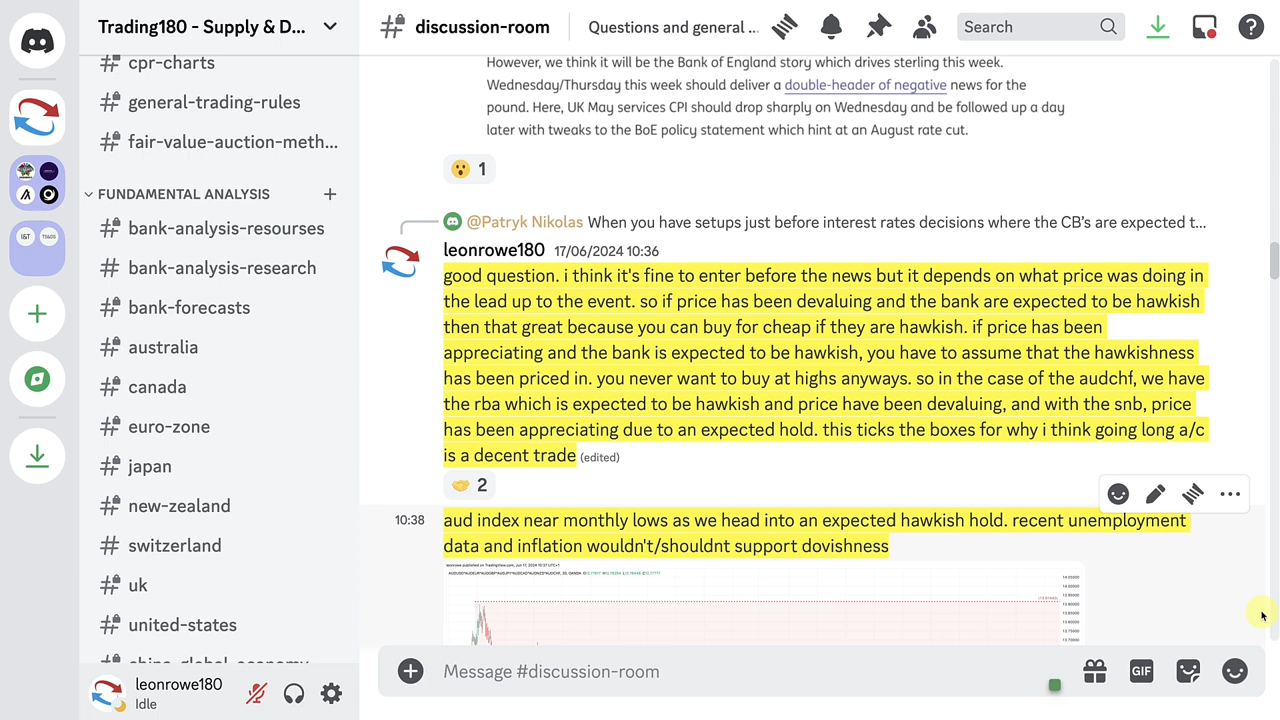 Trading180 - Supply & D...
cpr-charts
general-trading-rules
fair-value-auction-meth...
FUNDAMENTAL ANALYSIS
bank-analysis-resourses
bank-analysis-research
bank-forecasts
australia
canada
euro-zone
japan
new-zealand
switzerland
uk
united-states
china-global-economy
leonrowe180
Idle
discussion-room
Questions and general ...
Search
However, we think it will be the Bank of England story which drives sterling this week.
Wednesday/Thursday this week should deliver a double-header of negative news for the
pound. Here, UK May services CPI should drop sharply on Wednesday and be followed up a day
later with tweaks to the BoE policy statement which hint at an August rate cut.
1
@Patryk Nikolas When you have setups just before interest rates decisions where the CB's are expected t...
leonrowe180 17/06/2024 10:36
good question. i think it's fine to enter before the news but it depends on what price was doing in
the lead up to the event. so if price has been devaluing and the bank are expected to be hawkish
then that great because you can buy for cheap if they are hawkish. if price has been
appreciating and the bank is expected to be hawkish, you have to assume that the hawkishness
has been priced in. you never want to buy at highs anyways. so in the case of the audchf, we have
the rba which is expected to be hawkish and price have been devaluing, and with the snb, price
has been appreciating due to an expected hold. this ticks the boxes for why i think going long a/c
is a decent trade (edited)
2
10:38 aud index near monthly lows as we head into an expected hawkish hold. recent unemployment
data and inflation wouldn't/shouldnt support dovishness
Message #discussion-room
GIF